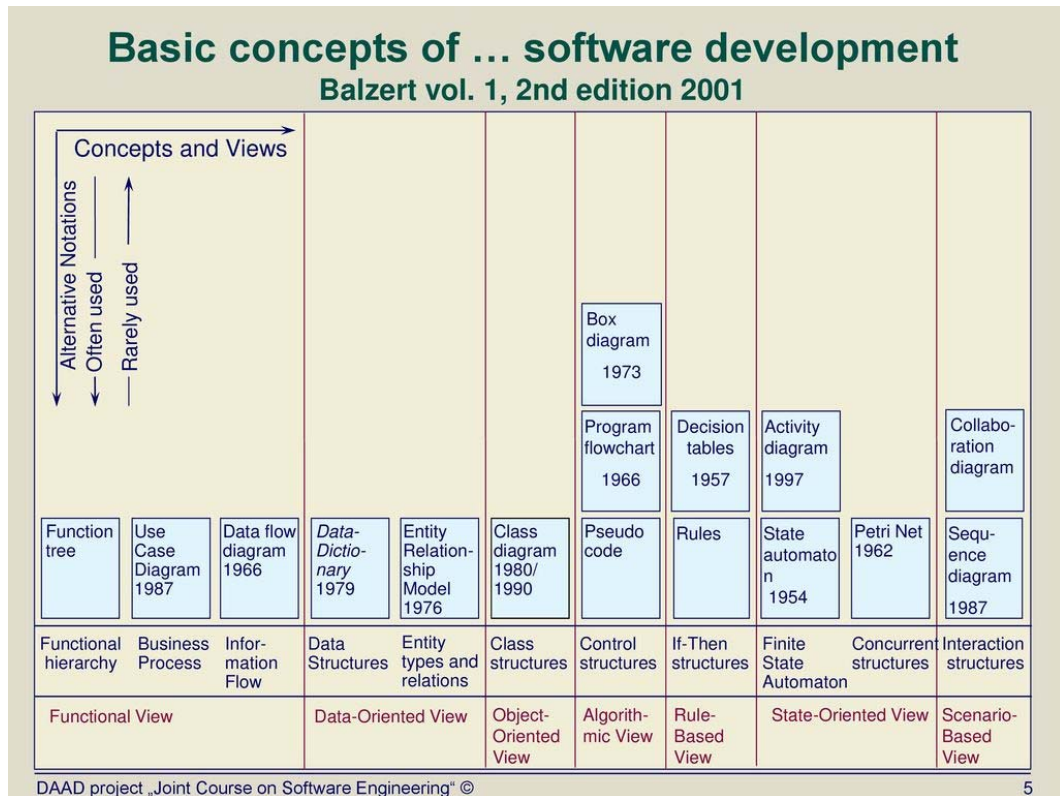 Basic concepts of … software development
Balzert vol. 1, 2nd edition 2001
Concepts and Views
Alternative Notations
Often used
Rarely used
Box
diagram
1973
Program
flowchart
1966
Decision
tables
1957
Activity
diagram
1997
Collabo-
ration
diagram
Function
tree
Use
Case
Diagram
1987
Data flow
diagram
1966
Data-
Dictio-
nary
1979
Entity
Relation-
ship
Model
1976
Class
diagram
1980/
1990
Pseudo
code
Rules
State
automato
n
1954
Petri Net
1962
Sequ-
ence
diagram
1987
Functional
hierarchy
Business
Process
Infor-
mation
Flow
Data
Structures
Entity
types and
relations
Class
structures
Control
structures
If-Then
structures
Finite
State
Automaton
Concurrent
structures
Interaction
structures
Functional View
Data-Oriented View
Object-
Oriented
View
Algorith-
mic View
Rule-
Based
View
State-Oriented View
Scenario-
Based
View
DAAD project „Joint Course on Software Engineering“ ©
5